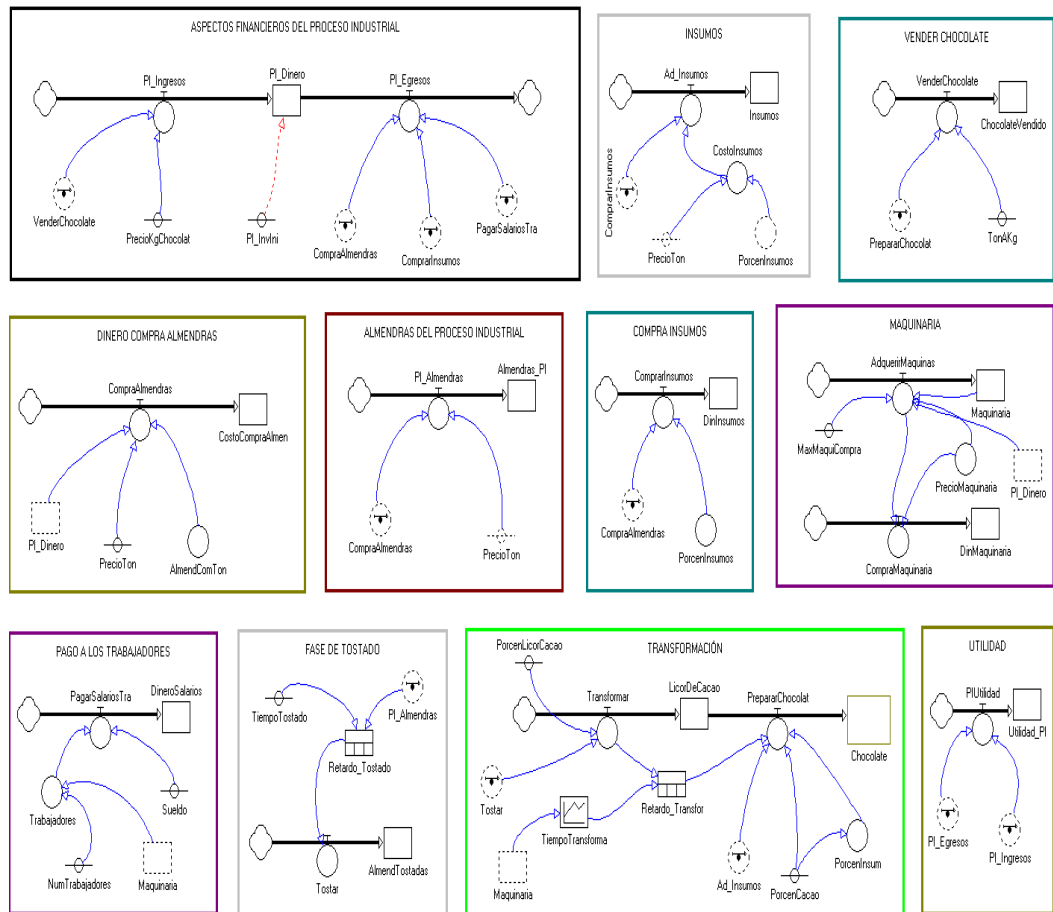 ASPECTOS FINANCIEROS DEL PROCESO INDUSTRIAL
PI_Ingresos
PI_Dinero
PI_Egresos
VenderChocolate
PrecioKgChocolat
PI_InvIni
CompraAlmendras
ComprarInsumos
PagarSalariosTra
INSUMOS
Ad_Insumos
Insumos
ComprarInsumos
CostoInsumos
PrecioTon
PorcenInsumos
VENDER CHOCOLATE
VenderChocolate
ChocolateVendido
PrepararChocolat
TonAKg
DINERO COMPRA ALMENDRAS
CompraAlmendras
CostoCompraAlmen
PI_Dinero
PrecioTon
AlmendComTon
ALMENDRAS DEL PROCESO INDUSTRIAL
PI_Almendras
Almendras_PI
CompraAlmendras
PrecioTon
COMPRA INSUMOS
ComprarInsumos
DinInsumos
CompraAlmendras
PorcenInsumos
MAQUINARIA
AdquerirMaquinas
Maquinaria
MaxMaquiCompra
PrecioMaquinaria
PI_Dinero
DinMaquinaria
CompraMaquinaria
PAGO A LOS TRABAJADORES
PagarSalariosTra
DineroSalarios
Trabajadores
Sueldo
NumTrabajadores
Maquinaria
FASE DE TOSTADO
TiempoTostado
PI_Almendras
Retardo_Tostado
AlmendTostadas
Tostar
TRANSFORMACIÓN
PorcenLicorCacao
Transformar
LicorDeCacao
PrepararChocolat
Chocolate
Tostar
TiempoTransforma
Retardo_Transfor
Maquinaria
Ad_Insumos
PorcenCacao
PorcenInsum
UTILIDAD
PIUtilidad
Utilidad_PI
PI_Egresos
PI_Ingresos